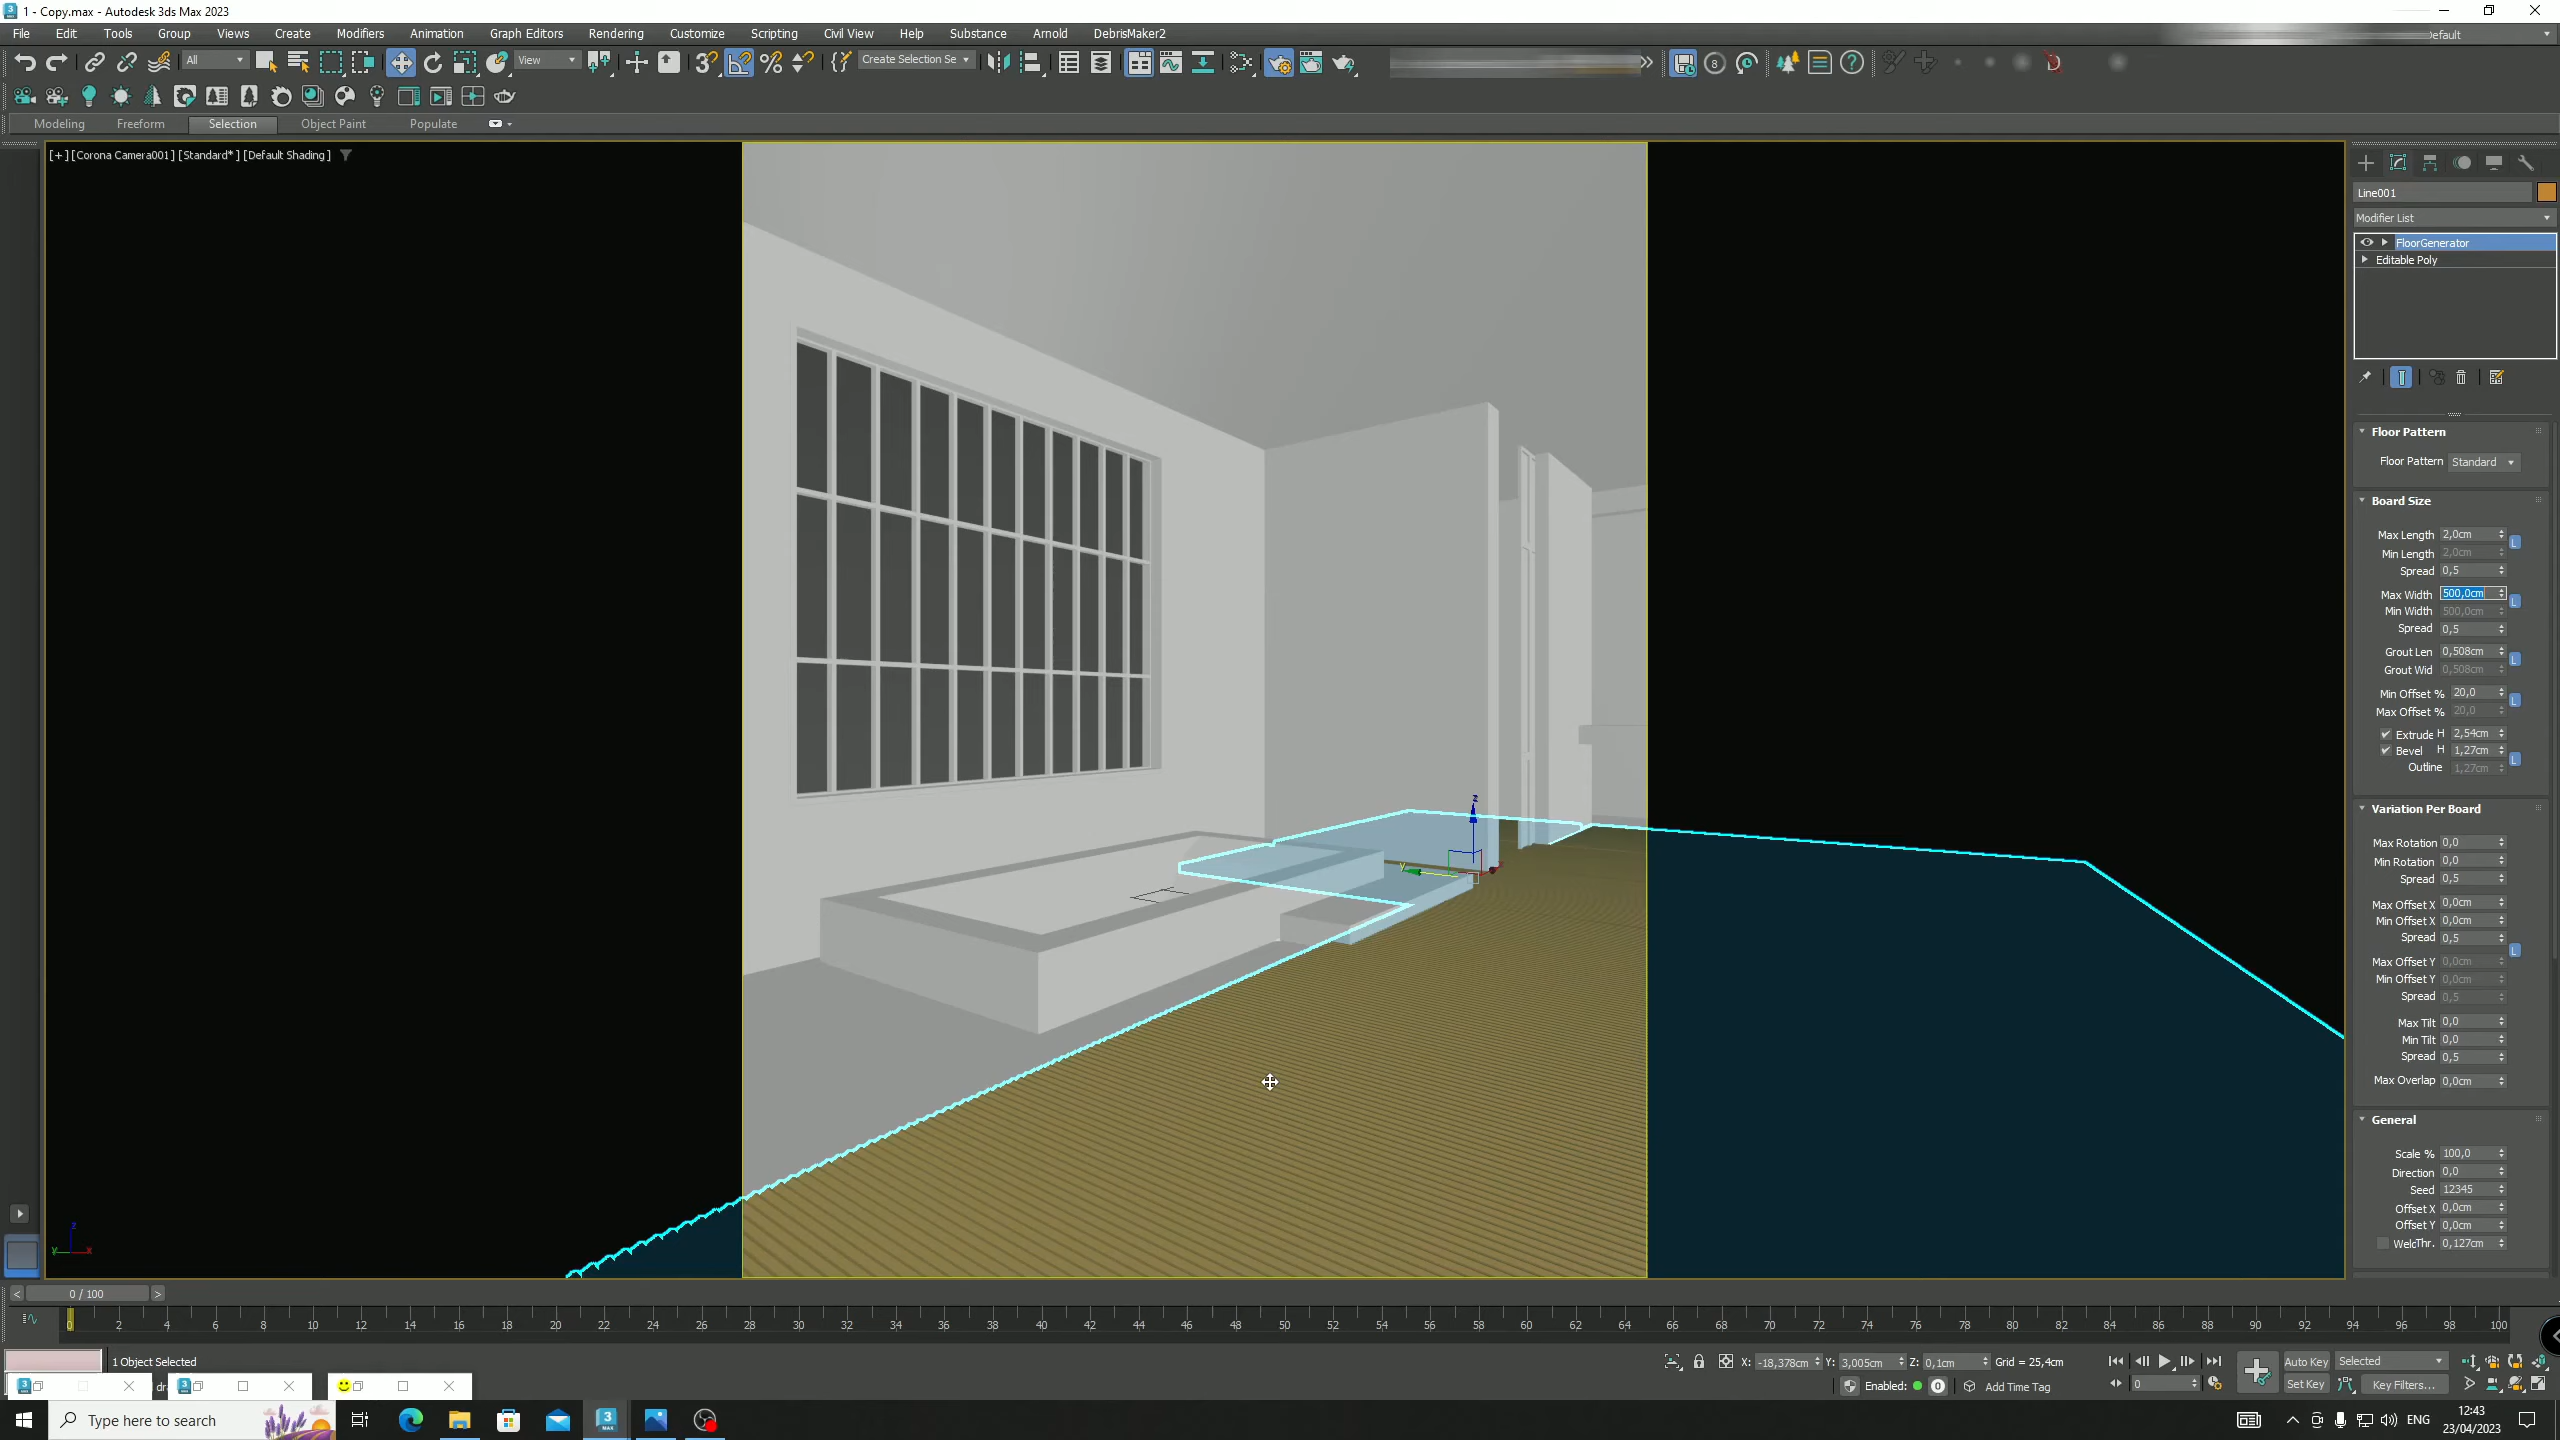 1 - Copy.max - Autodesk 3ds Max 2023
File Edit Tools Group Views Create Modifiers Animation Graph Editors Rendering Customize Scripting Civil View Help Substance Arnold DebrisMaker2
All View Create Selection Se
Modeling Freeform Selection Object Paint Populate
[+] [Corona Camera001] [Standard*] [Default Shading]
Line001
Modifier List
FloorGenerator
Editable Poly
Floor Pattern
Floor Pattern Standard
Board Size
Max Length 2,0cm
Min Length 2,0cm
Spread 0,5
Max Width 500,0cm
Min Width 500,0cm
Spread 0,5
Grout Len 0,508cm
Grout Wid 0,508cm
Min Offset % 20,0
Max Offset % 20,0
Extrude H 2,54cm
Bevel H 1,27cm
Outline 1,27cm
Variation Per Board
Max Rotation 0,0
Min Rotation 0,0
Spread 0,5
Max Offset X 0,0cm
Min Offset X 0,0cm
Spread 0,5
Max Offset Y 0,0cm
Min Offset Y 0,0cm
Spread 0,5
Max Tilt 0,0
Min Tilt 0,0
Spread 0,5
Max Overlap 0,0cm
General
Scale % 100,0
Direction 0,0
Seed 12345
Offset X 0,0cm
Offset Y 0,0cm
Thr. 0,127cm
0 / 100
0 2 4 6 8 10 12 14 16 18 20 22 24 26 28 30 32 34 36 38 40 42 44 46 48 50 52 54 56 58 60 62 64 66 68 70 72 74 76 78 80 82 84 86 88 90 92 94 96 98 100
1 Object Selected
X: -18,378cm Y: 3,005cm Z: 0,1cm Grid = 25,4cm
Auto Key Selected
Enabled: 0 Add Time Tag
0 Set Key Key Filters...
Type here to search
ENG
12:43
23/04/2023